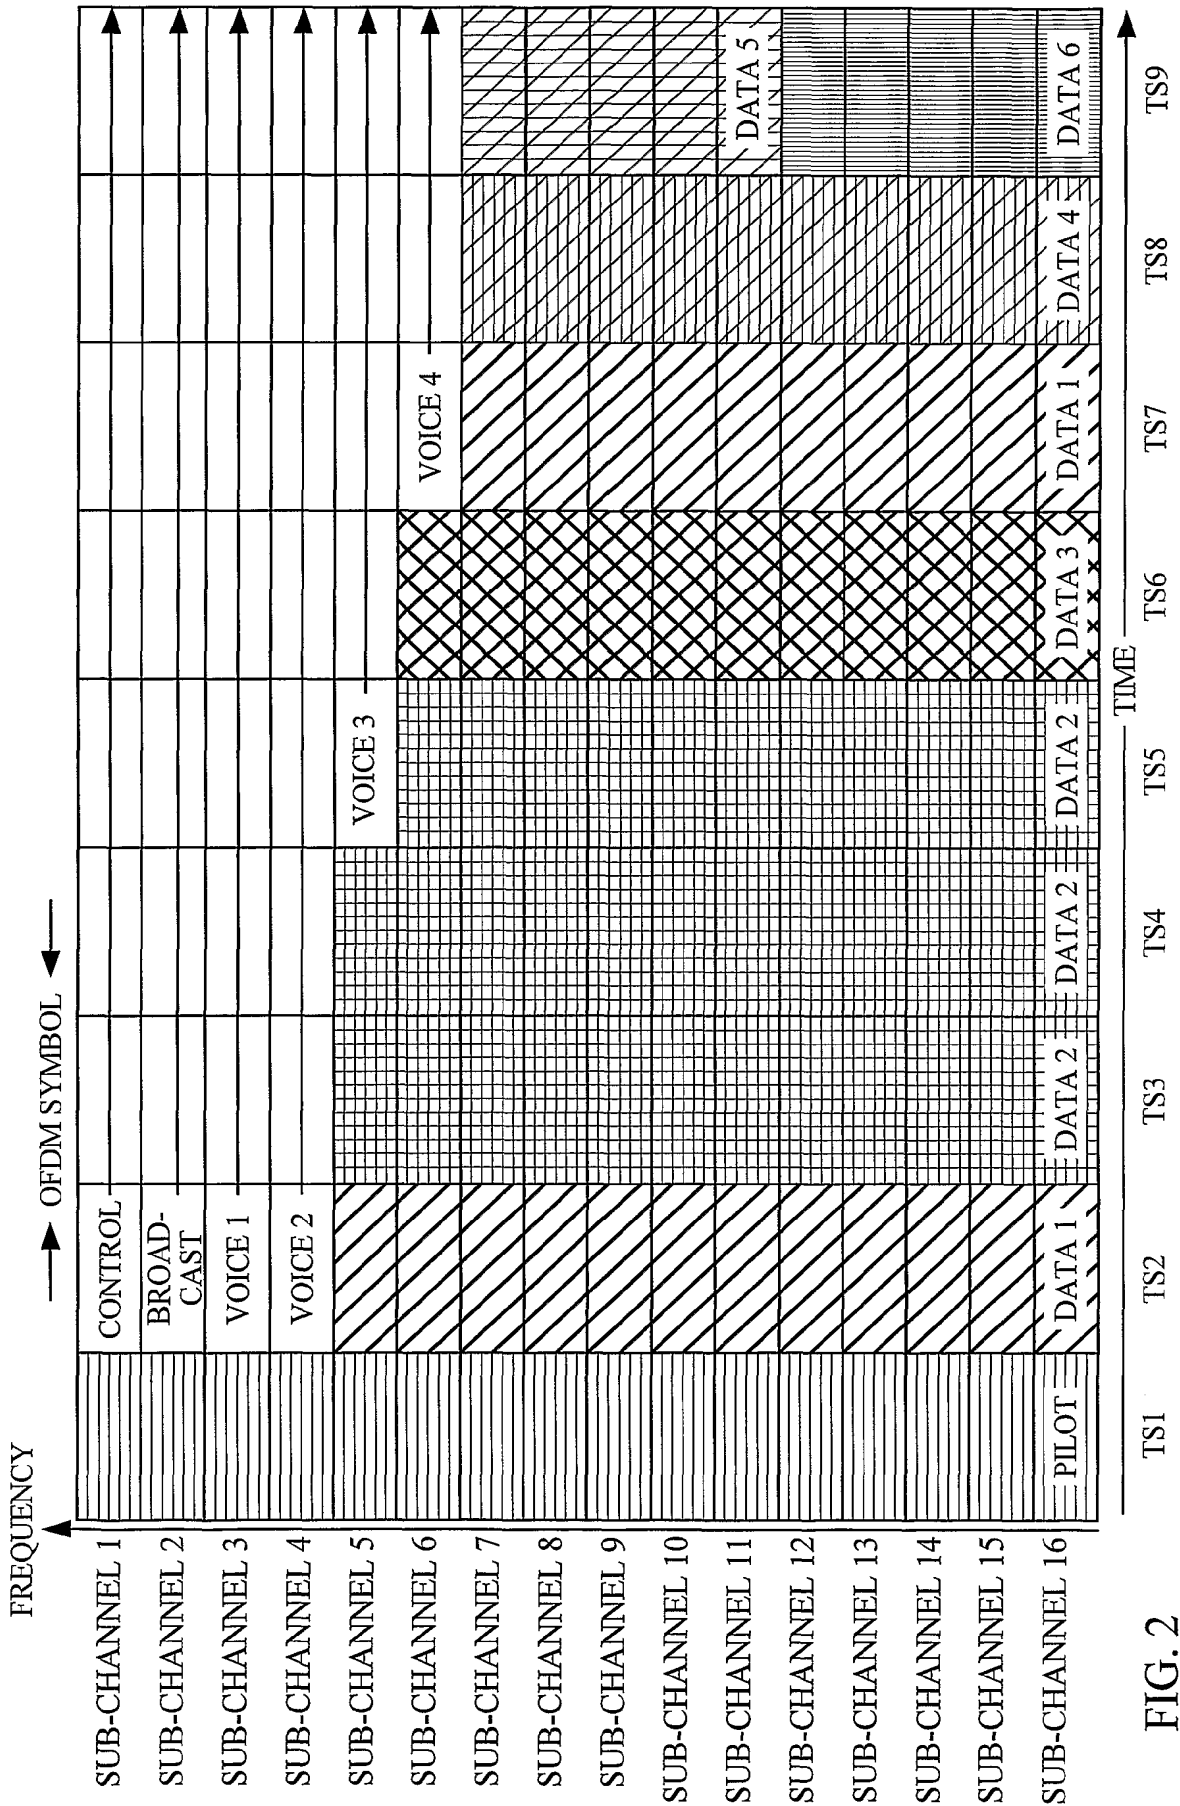 FREQUENCY
OFDM SYMBOL
SUB-CHANNEL 1
SUB-CHANNEL 2
SUB-CHANNEL 3
SUB-CHANNEL 4
SUB-CHANNEL 5
SUB-CHANNEL 6
SUB-CHANNEL 7
SUB-CHANNEL 8
SUB-CHANNEL 9
SUB-CHANNEL 10
SUB-CHANNEL 11
SUB-CHANNEL 12
SUB-CHANNEL 13
SUB-CHANNEL 14
SUB-CHANNEL 15
SUB-CHANNEL 16
CONTROL
BROAD-
CAST
VOICE 1
VOICE 2
VOICE 3
VOICE 4
DATA 5
PILOT
DATA 1
DATA 2
DATA 2
DATA 2
DATA 3
DATA 1
DATA 4
DATA 6
TIME
TS1
TS2
TS3
TS4
TS5
TS6
TS7
TS8
TS9
FIG. 2